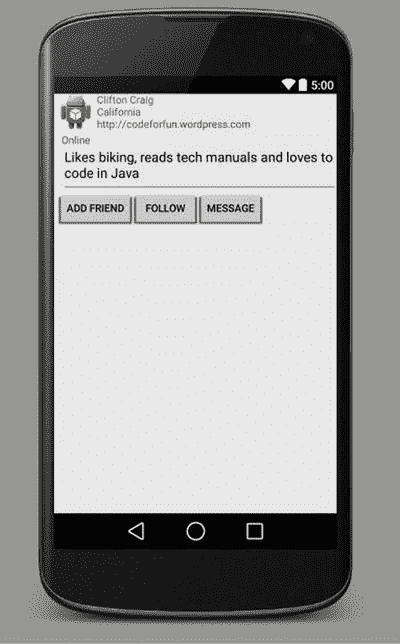 5:00
Clifton Craig
California
http://codeforfun.wordpress.com
Online
Likes biking, reads tech manuals and loves to
code in Java
ADD FRIEND FOLLOW MESSAGE